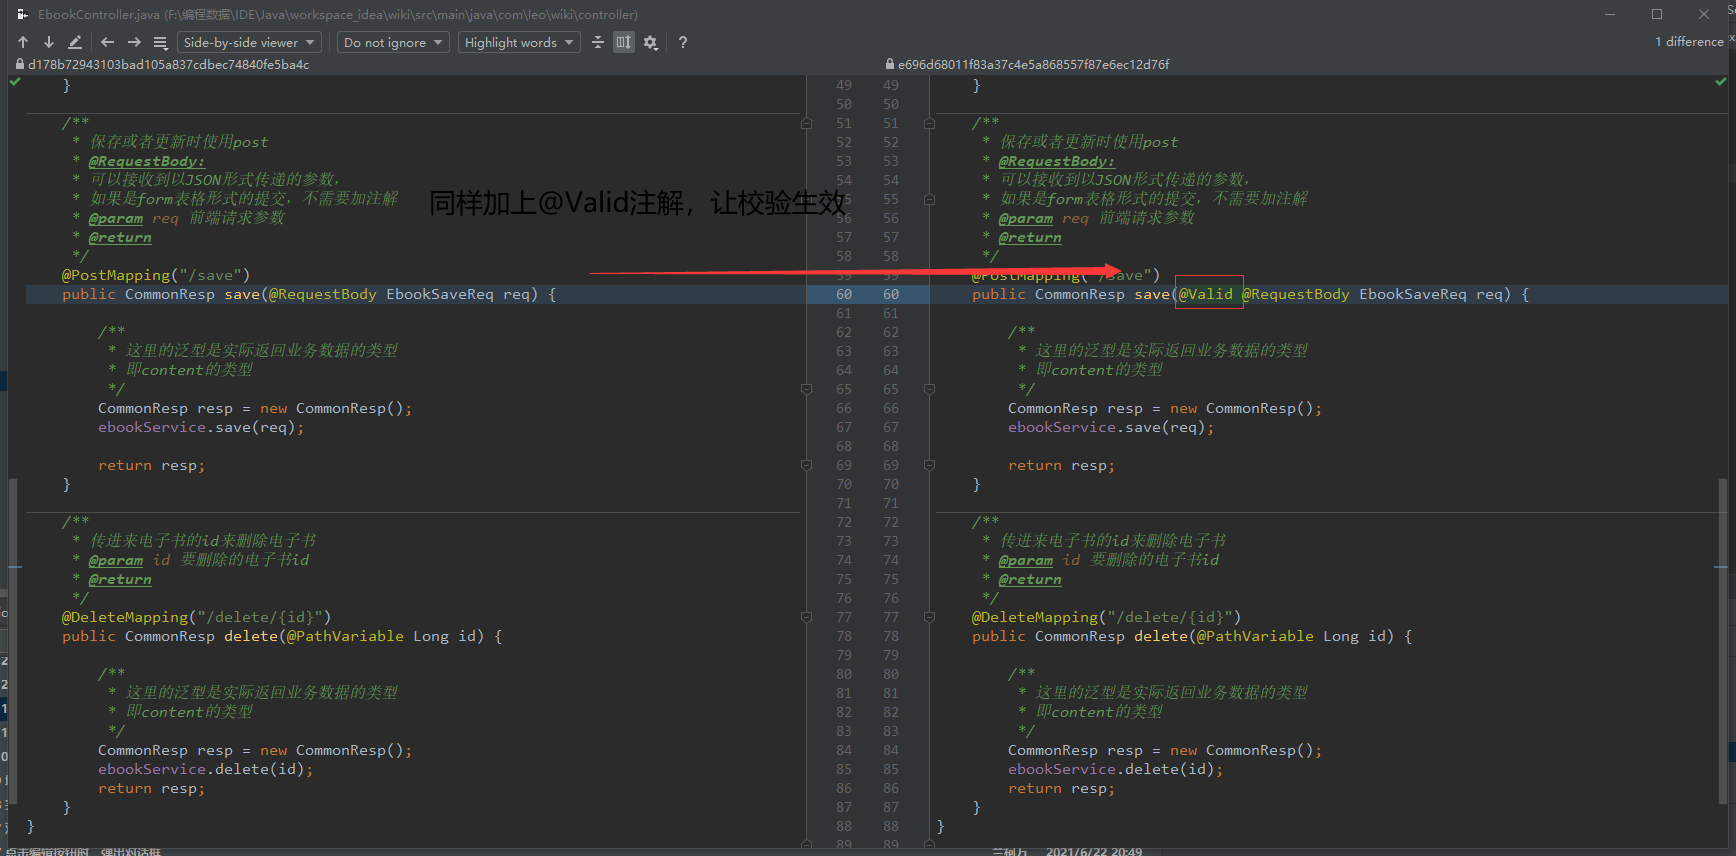 EbookController.java (F:\编程数据\IDE\Java\workspace_idea\wiki\src\main\java\com\leo\wiki\controller)
Side-by-side viewer Do not ignore Highlight words ? 1 difference
d178b72943103bad105a837cdbec74840fe5ba4c
    }

    /**
     * 保存或者更新时使用post
     * @RequestBody:
     * 可以接收到以JSON形式传递的参数,
     * 如果是form表格形式的提交, 不需要加注解
     * @param req 前端请求参数
     * @return
     */
    @PostMapping("/save")
    public CommonResp save(@RequestBody EbookSaveReq req) {

        /**
         * 这里的泛型是实际返回业务数据的类型
         * 即content的类型
         */
        CommonResp resp = new CommonResp();
        ebookService.save(req);

        return resp;
    }

    /**
     * 传进来电子书的id来删除电子书
     * @param id 要删除的电子书id
     * @return
     */
    @DeleteMapping("/delete/{id}")
    public CommonResp delete(@PathVariable Long id) {

        /**
         * 这里的泛型是实际返回业务数据的类型
         * 即content的类型
         */
        CommonResp resp = new CommonResp();
        ebookService.delete(id);
        return resp;
    }
}
同样加上@Valid注解，让校验生效
49 49
50 50
51 51
52 52
53 53
54 54
55 55
56 56
57 57
58 58
59 59
60 60
61 61
62 62
63 63
64 64
65 65
66 66
67 67
68 68
69 69
70 70
71 71
72 72
73 73
74 74
75 75
76 76
77 77
78 78
79 79
80 80
81 81
82 82
83 83
84 84
85 85
86 86
87 87
88 88
89 89
e696d68011f83a37c4e5a868557f87e6ec12d76f
    }

    /**
     * 保存或者更新时使用post
     * @RequestBody:
     * 可以接收到以JSON形式传递的参数,
     * 如果是form表格形式的提交, 不需要加注解
     * @param req 前端请求参数
     * @return
     */
    @PostMapping("/save")
    public CommonResp save(@Valid @RequestBody EbookSaveReq req) {

        /**
         * 这里的泛型是实际返回业务数据的类型
         * 即content的类型
         */
        CommonResp resp = new CommonResp();
        ebookService.save(req);

        return resp;
    }

    /**
     * 传进来电子书的id来删除电子书
     * @param id 要删除的电子书id
     * @return
     */
    @DeleteMapping("/delete/{id}")
    public CommonResp delete(@PathVariable Long id) {

        /**
         * 这里的泛型是实际返回业务数据的类型
         * 即content的类型
         */
        CommonResp resp = new CommonResp();
        ebookService.delete(id);
        return resp;
    }
}
点击编辑按钮时，弹出对话框 2021/6/22 20:49